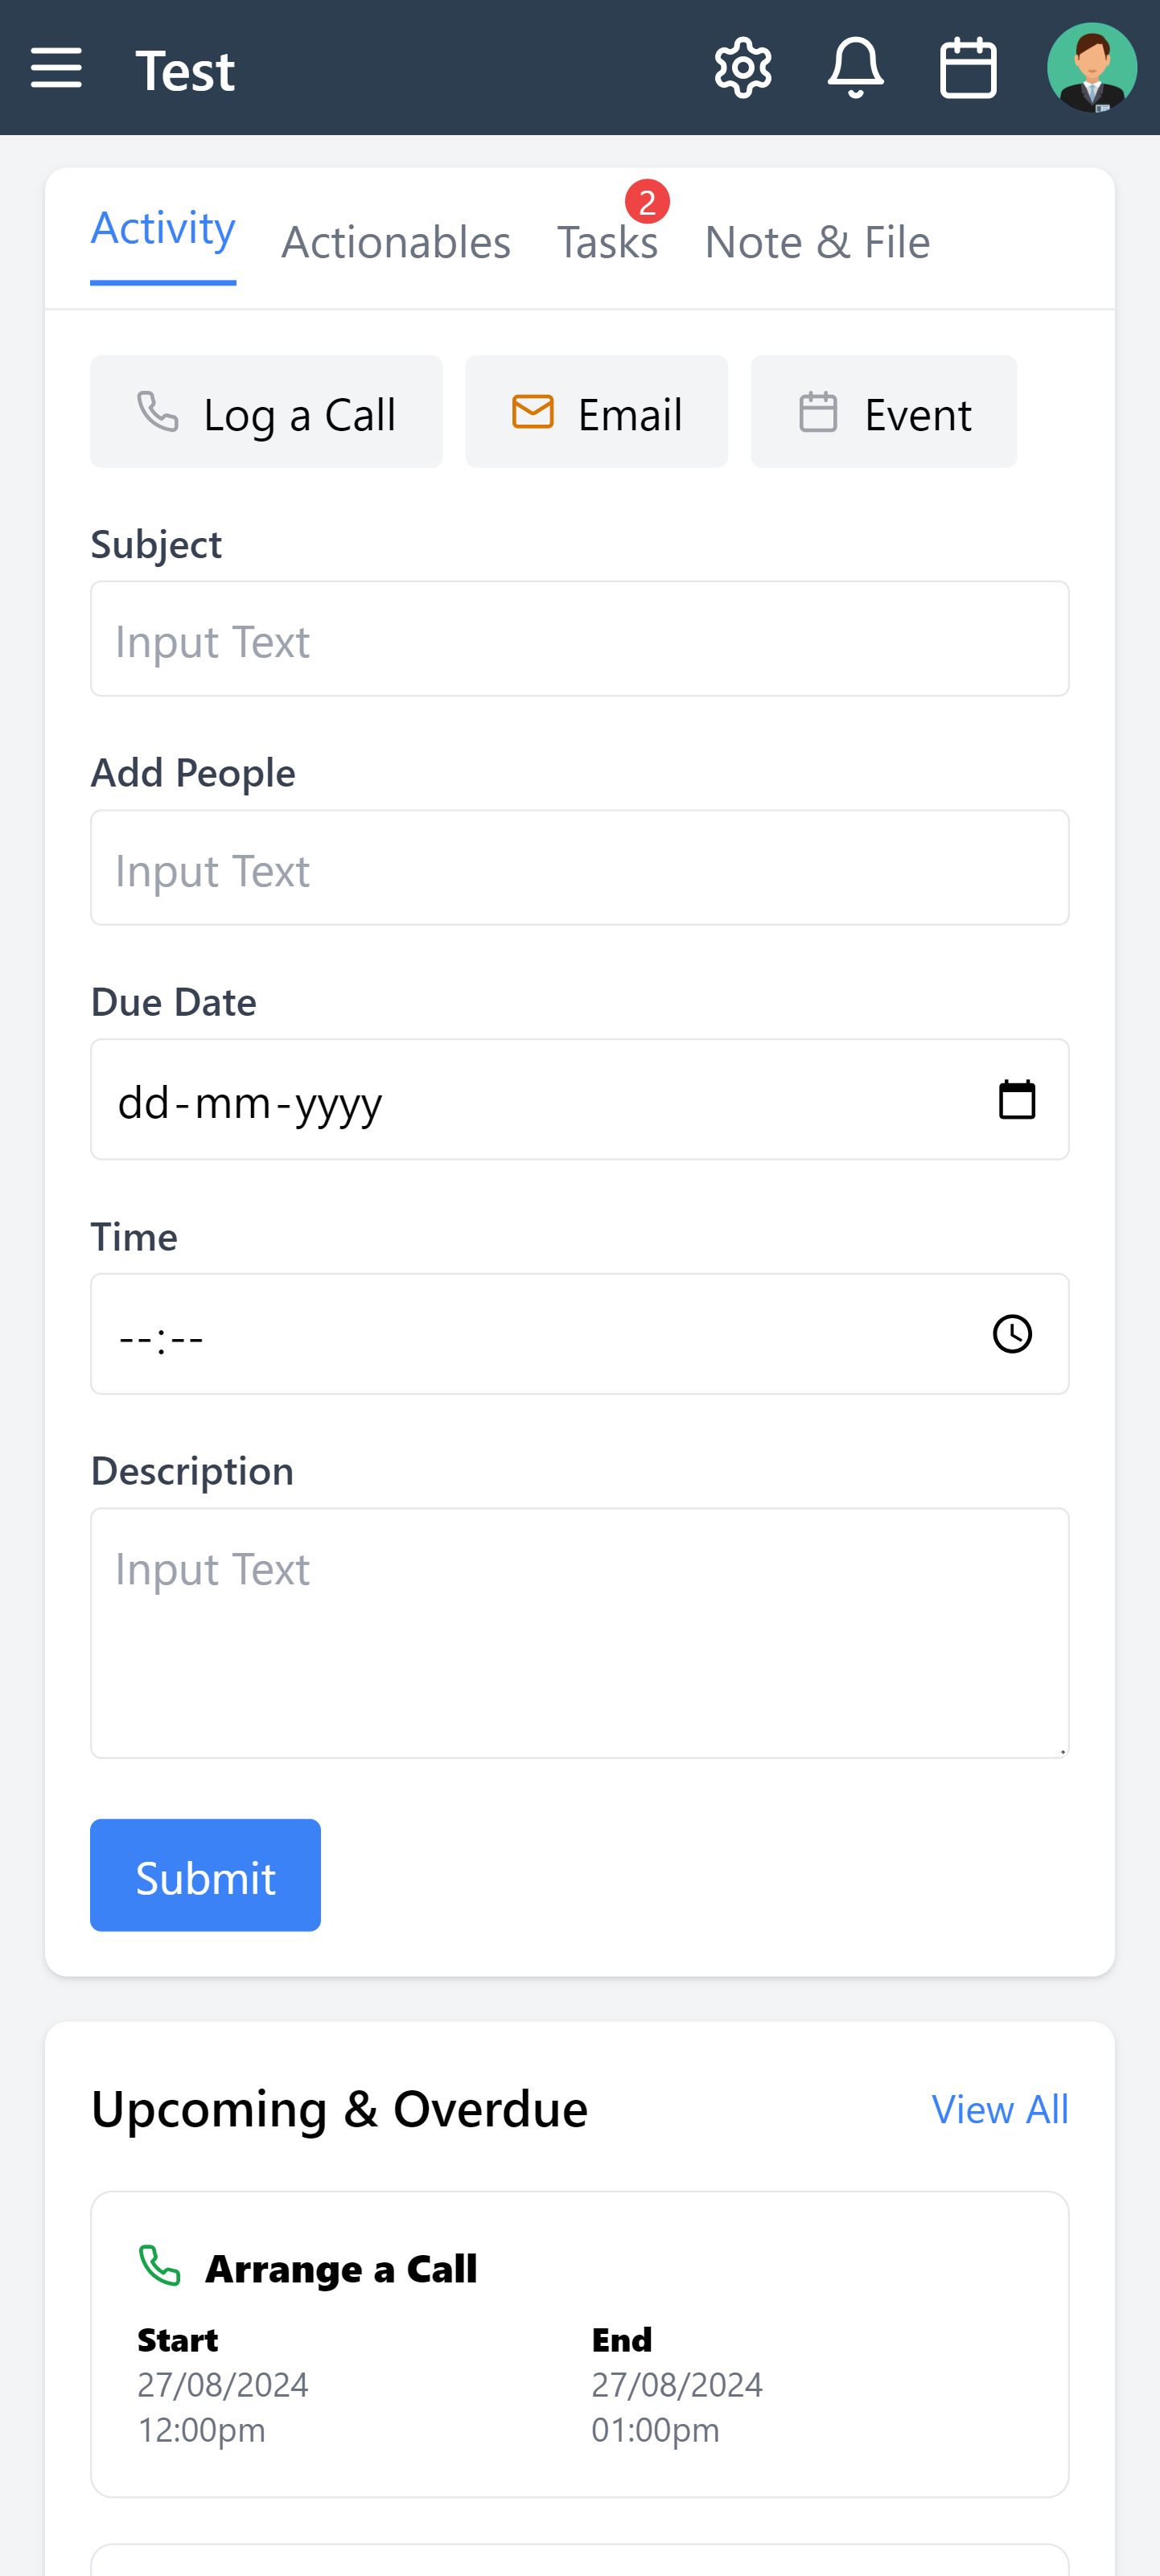 Test
Activity Actionables Tasks 2 Note & File
Log a Call Email Event
Subject
Input Text
Add People
Input Text
Due Date
dd-mm-yyyy
Time
--:--
Description
Input Text
Submit
Upcoming & Overdue View All
Arrange a Call
Start End
27/08/2024 27/08/2024
12:00pm 01:00pm